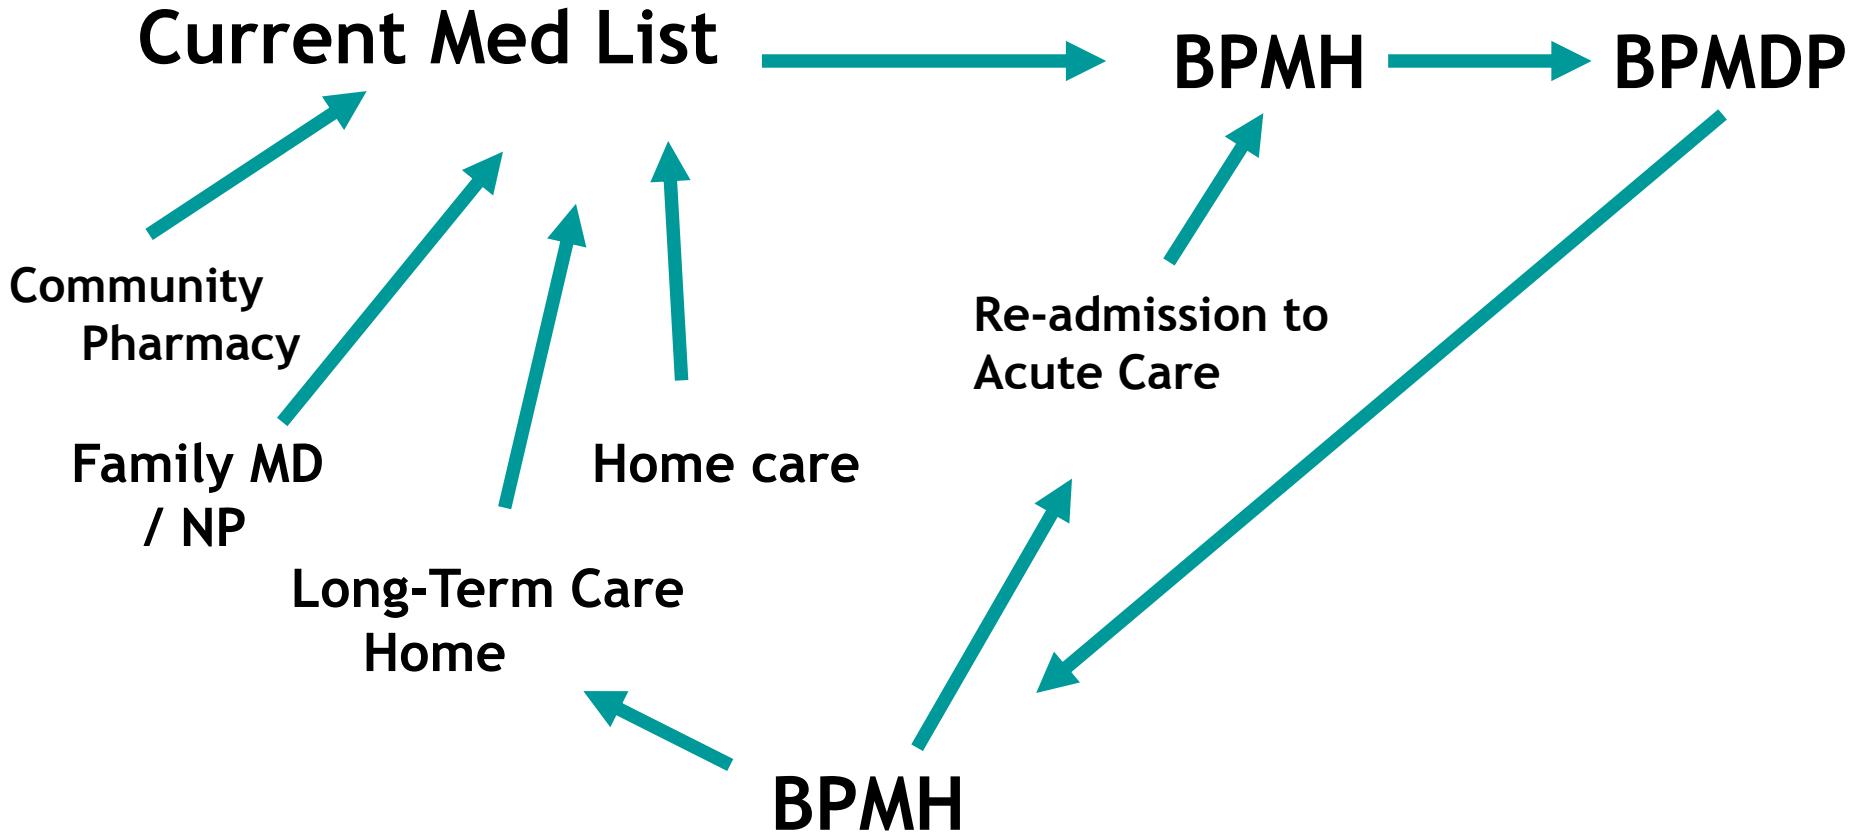 Current Med List
BPMH
BPMDP
Community
Pharmacy
Re-admission to
Acute Care
Family MD
/ NP
Home care
Long-Term Care
Home
BPMH